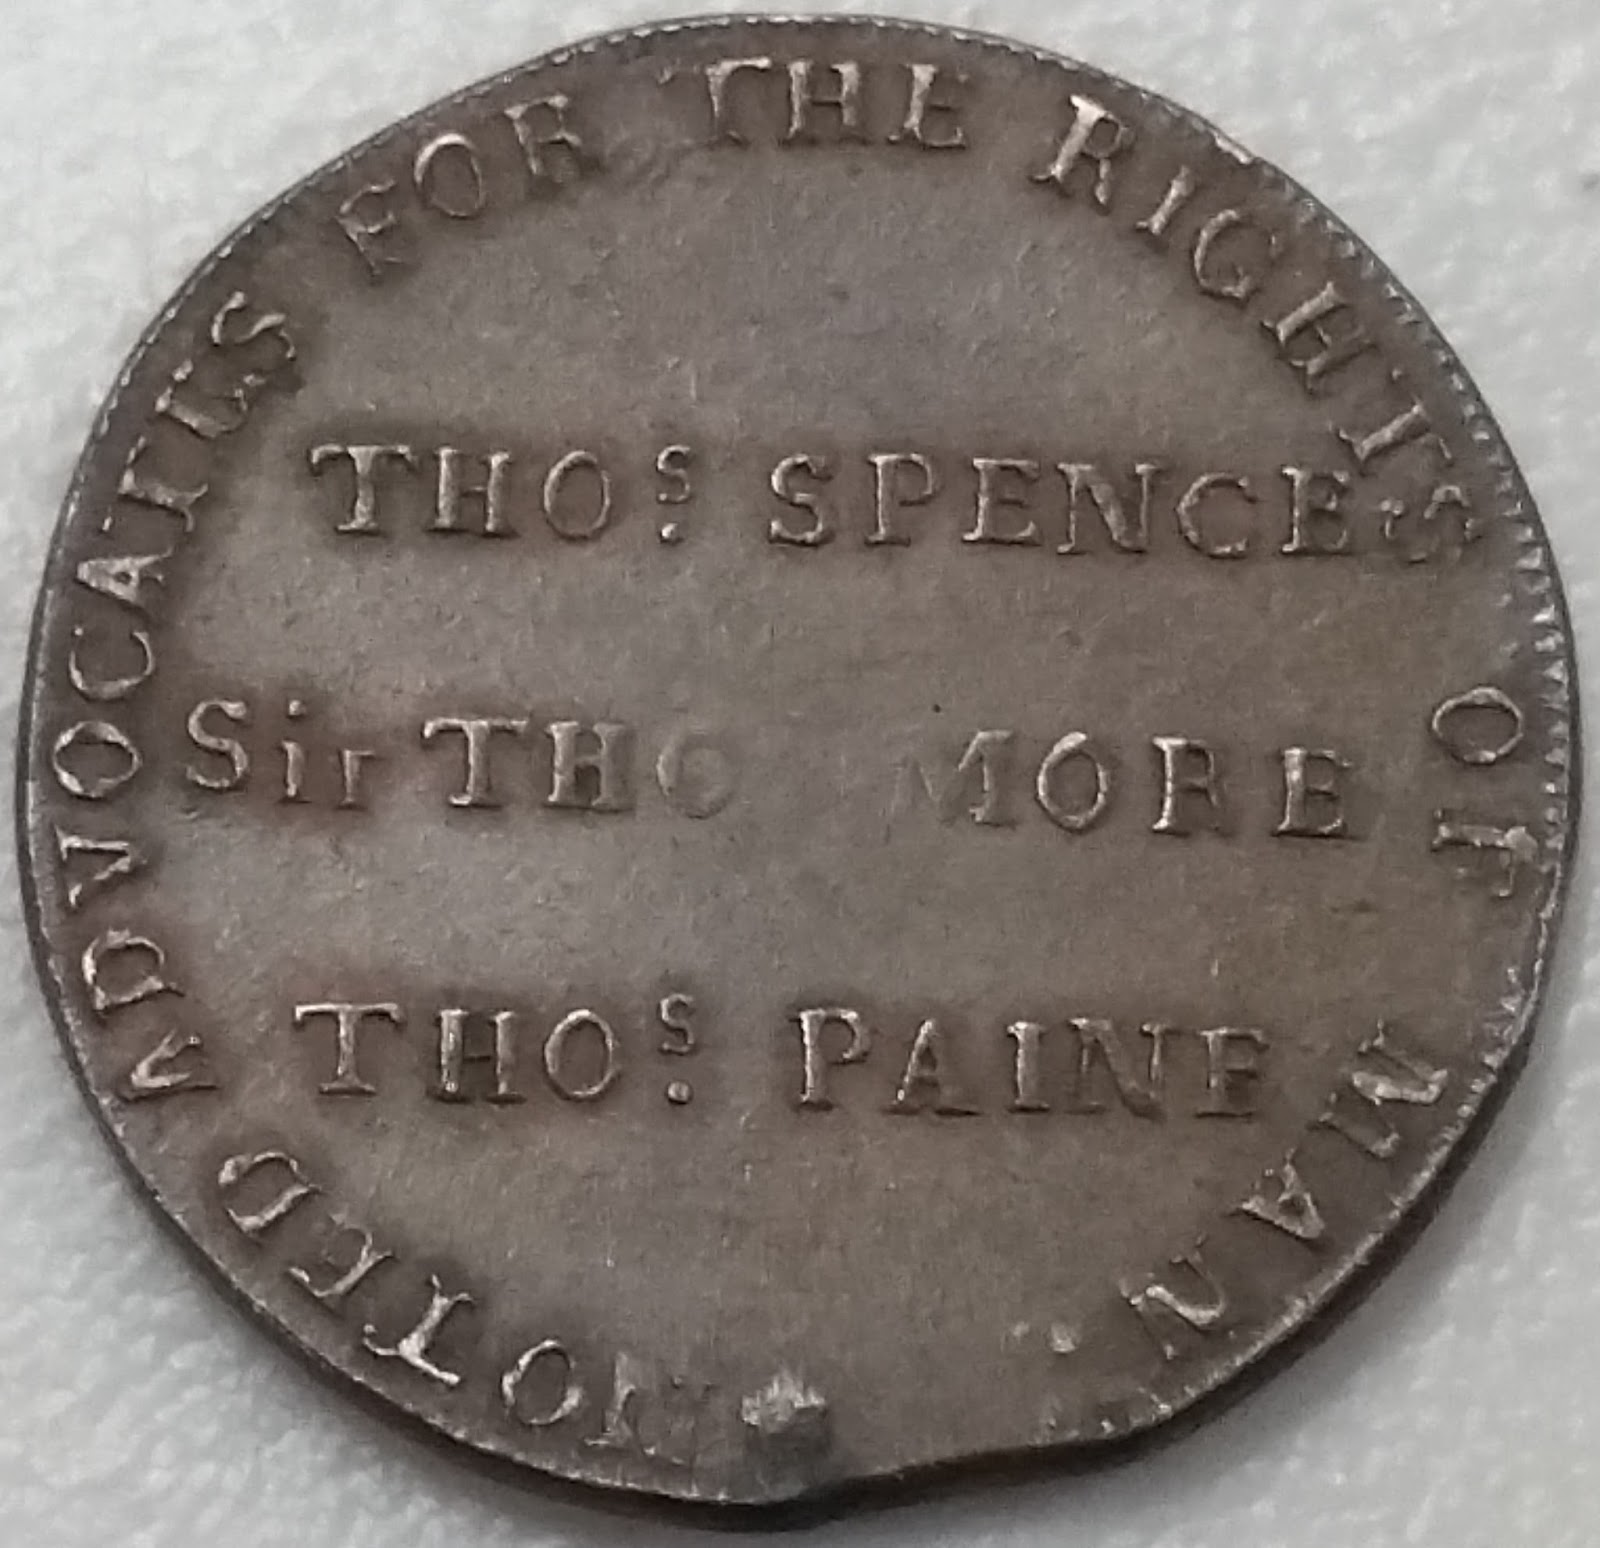 NOTED ADVOCATES FOR THE RIGHTS OF MAN
THOS. SPENCE
Sir THO MORE
THOS. PAINE